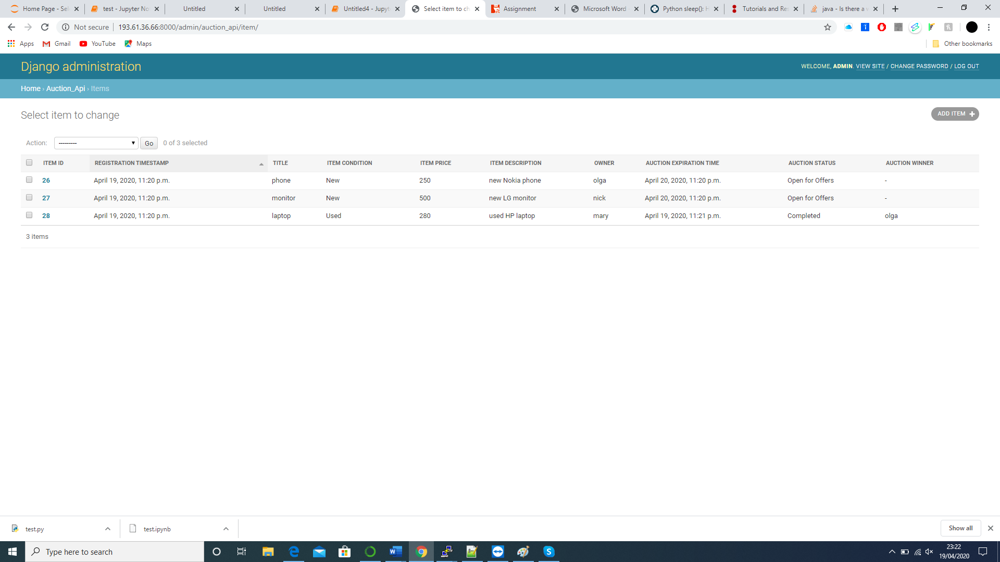 Home Page - Sel
test - Jupyter No
Untitled
Untitled
Untitled4 - Jupyt
Select item to ch
Assignment
Microsoft Word
Python sleep(): H
Tutorials and Res
java - Is there a w
Not secure
193.61.36.66:8000/admin/auction_api/item/
Apps
Gmail
YouTube
Maps
Other bookmarks
Django administration
WELCOME, ADMIN. VIEW SITE / CHANGE PASSWORD / LOG OUT
Home › Auction_Api › Items
Select item to change
ADD ITEM +
Action: --------- Go 0 of 3 selected
ITEM ID REGISTRATION TIMESTAMP TITLE ITEM CONDITION ITEM PRICE ITEM DESCRIPTION OWNER AUCTION EXPIRATION TIME AUCTION STATUS AUCTION WINNER
26 April 19, 2020, 11:20 p.m. phone New 250 new Nokia phone olga April 20, 2020, 11:20 p.m. Open for Offers -
27 April 19, 2020, 11:20 p.m. monitor New 500 new LG monitor nick April 20, 2020, 11:20 p.m. Open for Offers -
28 April 19, 2020, 11:20 p.m. laptop Used 280 used HP laptop mary April 19, 2020, 11:21 p.m. Completed olga
3 items
test.py
test.ipynb
Show all
Type here to search
23:22
19/04/2020